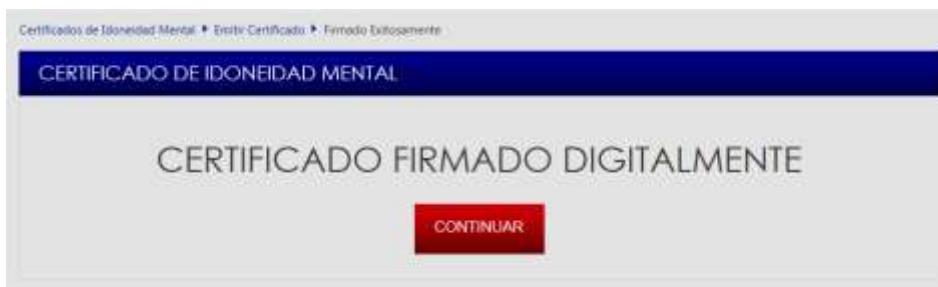 Certificados de Idoneidad Mental ▸ Emitir Certificado ▸ Firmado Exitosamente
CERTIFICADO DE IDONEIDAD MENTAL
CERTIFICADO FIRMADO DIGITALMENTE
CONTINUAR